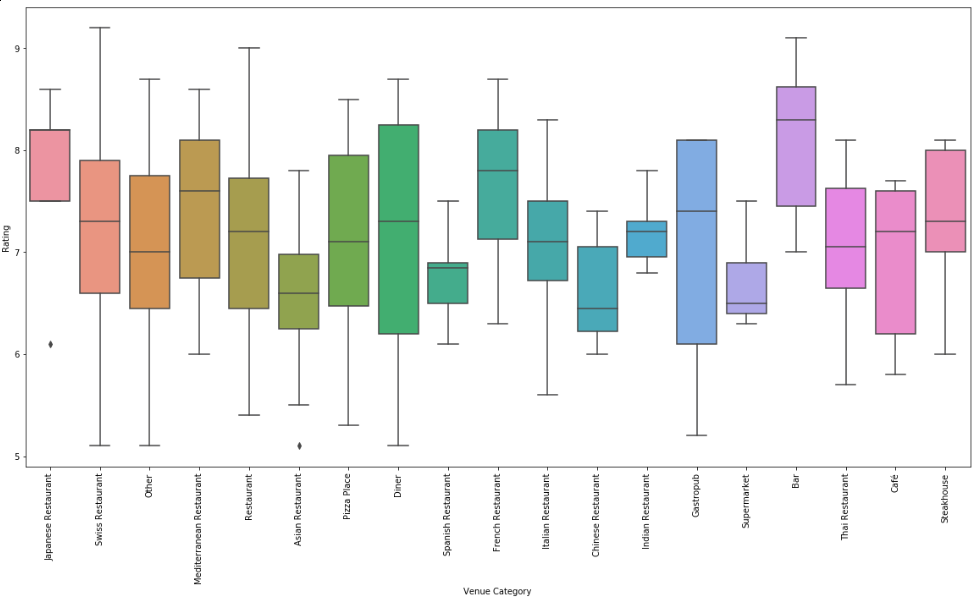 9
8
7
6
5
Rating
Japanese Restaurant
Swiss Restaurant
Other
Mediterranean Restaurant
Restaurant
Asian Restaurant
Pizza Place
Diner
Spanish Restaurant
French Restaurant
Italian Restaurant
Chinese Restaurant
Indian Restaurant
Gastropub
Supermarket
Bar
Thai Restaurant
Café
Steakhouse
Venue Category